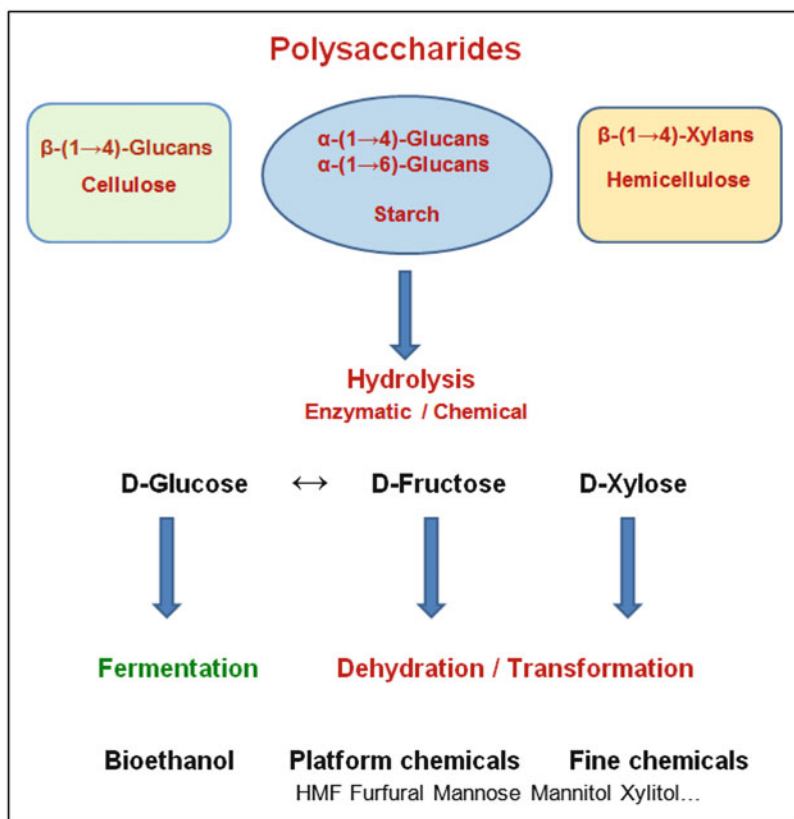 Polysaccharides
β-(1→4)-Glucans
Cellulose
α-(1→4)-Glucans
α-(1→6)-Glucans
Starch
β-(1→4)-Xylans
Hemicellulose
Hydrolysis
Enzymatic / Chemical
D-Glucose ↔ D-Fructose D-Xylose
Fermentation Dehydration / Transformation
Bioethanol Platform chemicals Fine chemicals
HMF Furfural Mannose Mannitol Xylitol...